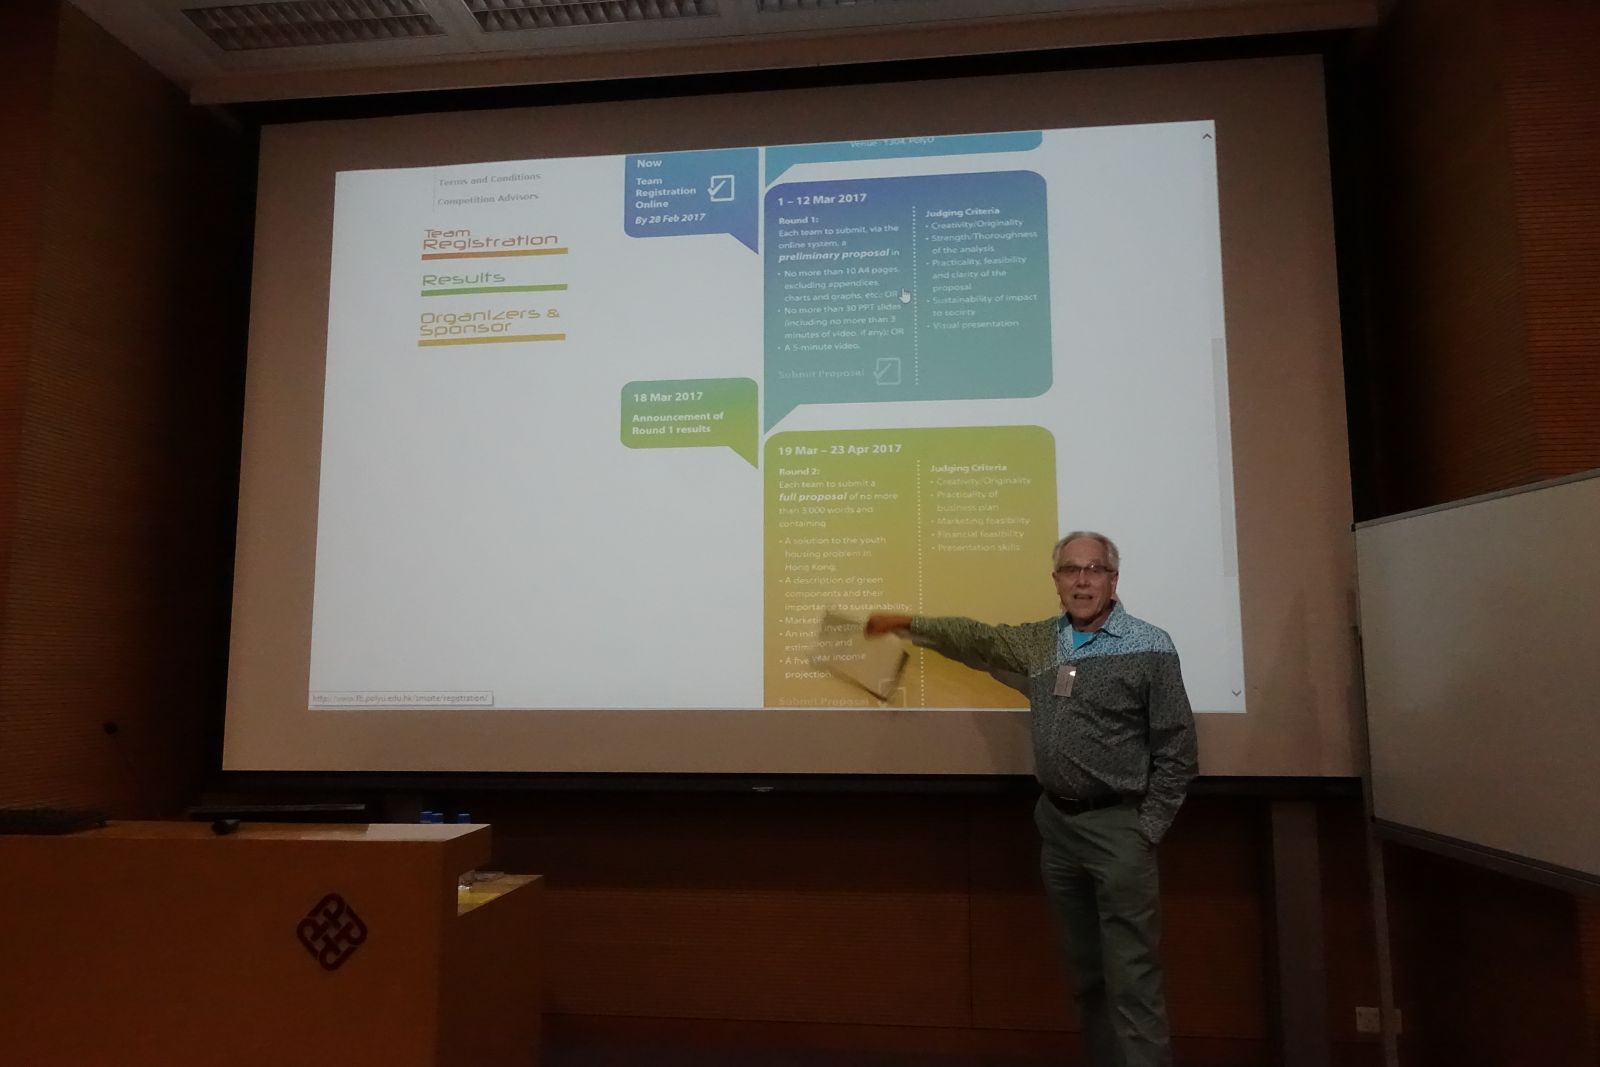 Terms and Conditions
Competition Advisors
Team
Registration
Results
Organizers &
Sponsor
Now
Team
Registration
Online
By 28 Feb 2017
Venue: Y304, PolyU
1 – 12 Mar 2017
Round 1:
Each team to submit, via the
online system, a
preliminary proposal in
• No more than 10 A4 pages,
excluding appendices,
charts and graphs, etc.; OR
• No more than 30 PPT slides
(including no more than 3
minutes of video, if any); OR
• A 5-minute video.
Submit Proposal
Judging Criteria
• Creativity/Originality
• Strength/Thoroughness
of the analysis
• Practicality, feasibility
and clarity of the
proposal
• Sustainability of impact
to society
• Visual presentation
18 Mar 2017
Announcement of
Round 1 results
19 Mar – 23 Apr 2017
Round 2:
Each team to submit a
full proposal of no more
than 3,000 words and
containing
• A solution to the youth
housing problem in
Hong Kong;
• A description of green
components and their
importance to sustainability;
• An investment
and
• A five year income
projection
Submit Proposal
Judging Criteria
• Creativity/Originality
• Practicality of
business plan
• Marketing feasibility
• Financial feasibility
• Presentation skills